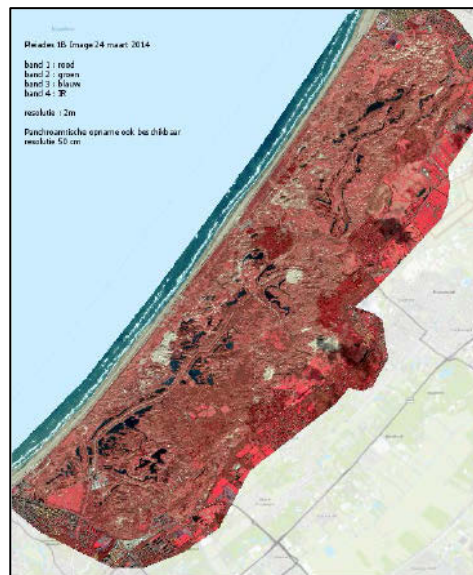 Pleiades 1B Image 24 maart 2014
band 1 : rood
band 2 : groen
band 3 : blauw
band 4 : IR
resolutie : 2m
Panchroamtische opname ook beschikbaar
resolutie 50 cm